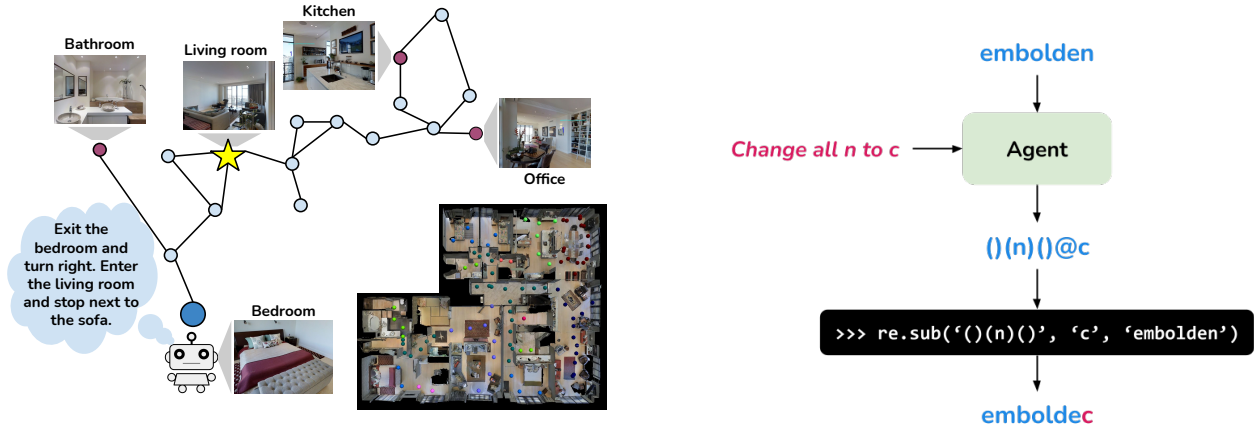 Kitchen
Bathroom
Living room
Office
Exit the
bedroom and
turn right. Enter
the living room
and stop next to
the sofa.
Bedroom
embolden
Change all n to c
Agent
()(n)()@c
>>> re.sub(‘()(n)()’, ‘c’, ‘embolden’)
emboldec